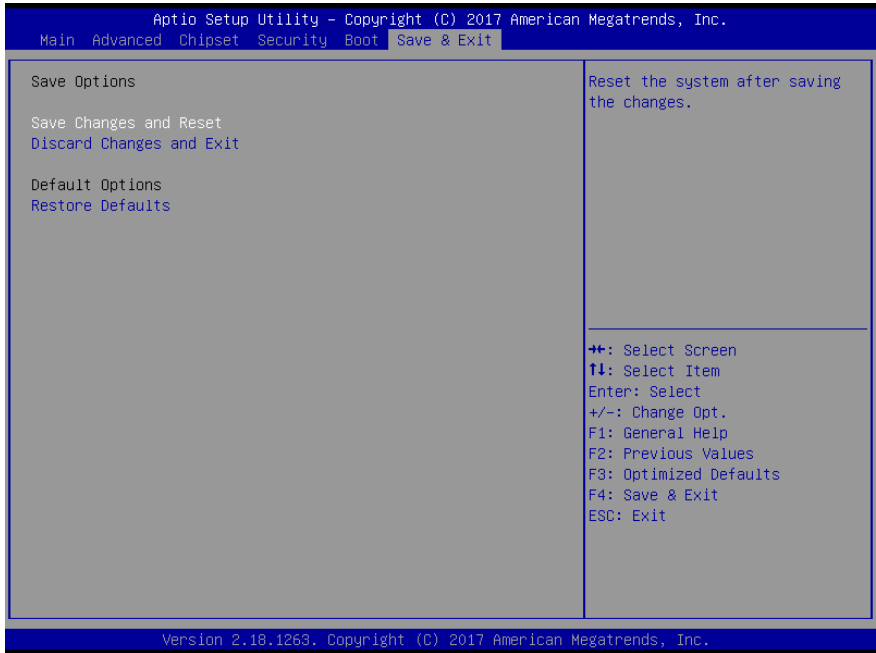 Aptio Setup Utility – Copyright (C) 2017 American Megatrends, Inc.
Main Advanced Chipset Security Boot Save & Exit
Save Options
Save Changes and Reset
Discard Changes and Exit
Default Options
Restore Defaults
Reset the system after saving
the changes.
→←: Select Screen
↑↓: Select Item
Enter: Select
+/-: Change Opt.
F1: General Help
F2: Previous Values
F3: Optimized Defaults
F4: Save & Exit
ESC: Exit
Version 2.18.1263. Copyright (C) 2017 American Megatrends, Inc.